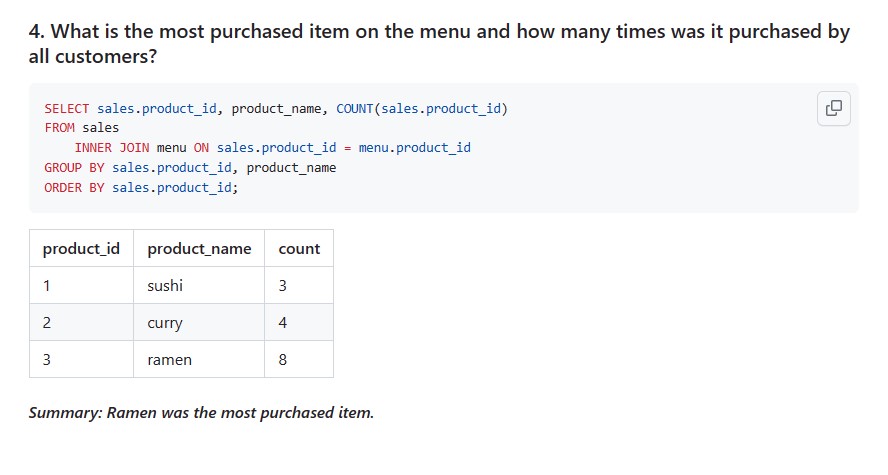 4. What is the most purchased item on the menu and how many times was it purchased by
all customers?
SELECT sales.product_id, product_name, COUNT(sales.product_id)
FROM sales
    INNER JOIN menu ON sales.product_id = menu.product_id
GROUP BY sales.product_id, product_name
ORDER BY sales.product_id;
product_id product_name count
1 sushi 3
2 curry 4
3 ramen 8
Summary: Ramen was the most purchased item.